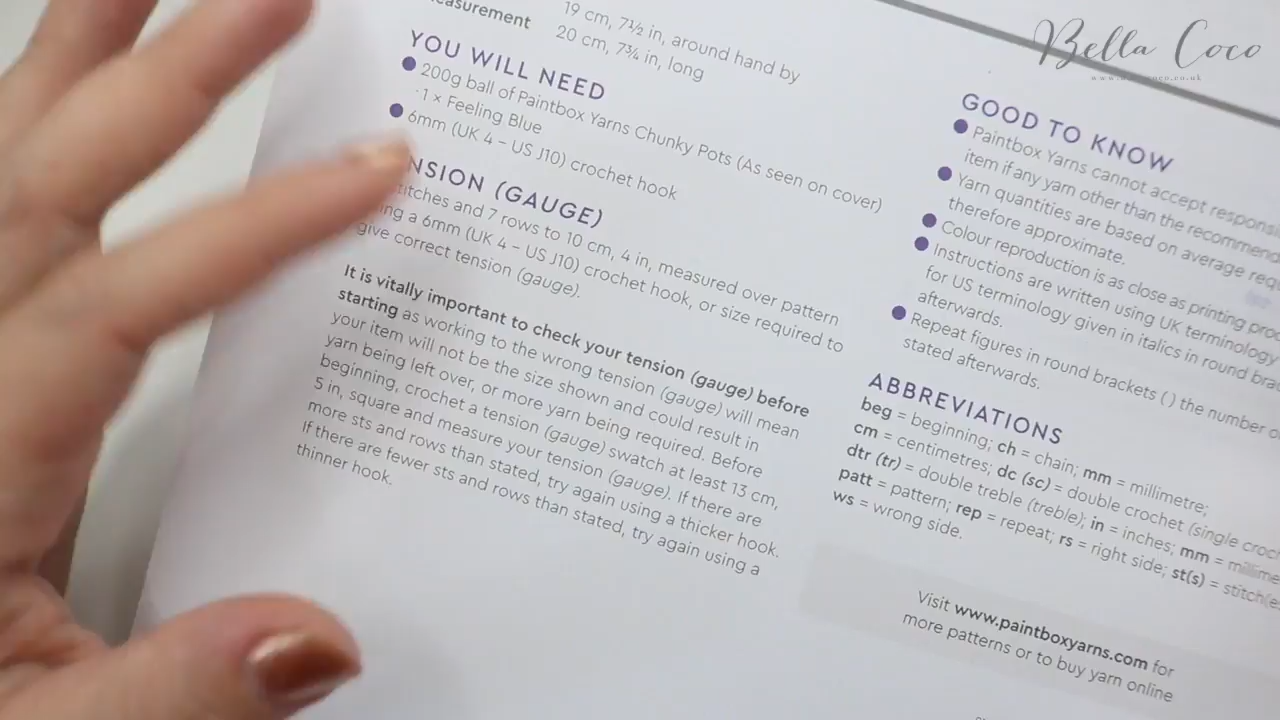 19 cm, 7½ in, around hand by
20 cm, 7¾ in, long
YOU WILL NEED
200g ball of Paintbox Yarns Chunky Pots (As seen on cover)
· 1 × Feeling Blue
6mm (UK 4 – US J10) crochet hook
(GAUGE)
and 7 rows to 10 cm, 4 in, measured over pattern
a 6mm (UK 4 – US J10) crochet hook, or size required to
give correct tension (gauge).
It is vitally important to check your tension (gauge) before
starting as working to the wrong tension (gauge) will mean
your item will not be the size shown and could result in
yarn being left over, or more yarn being required. Before
beginning, crochet a tension (gauge) swatch at least 13 cm,
5 in, square and measure your tension (gauge). If there are
more sts and rows than stated, try again using a thicker hook.
If there are fewer sts and rows than stated, try again using a
thinner hook.
Bella Coco
GOOD TO KNOW
Paintbox Yarns cannot accept
item if any yarn other than the
Yarn quantities are based on average
therefore approximate.
Colour reproduction is as close as printing
Instructions are written using UK terminology
for US terminology given in italics in round
afterwards.
Repeat figures in round brackets ( ) the number
stated afterwards.
ABBREVIATIONS
beg = beginning; ch = chain; mm = millimetre;
cm = centimetres; dc (sc) = double crochet (single
dtr (tr) = double treble (treble); in = inches; mm =
patt = pattern; rep = repeat; rs = right side; st(s) =
ws = wrong side.
Visit www.paintboxyarns.com for
more patterns or to buy yarn online